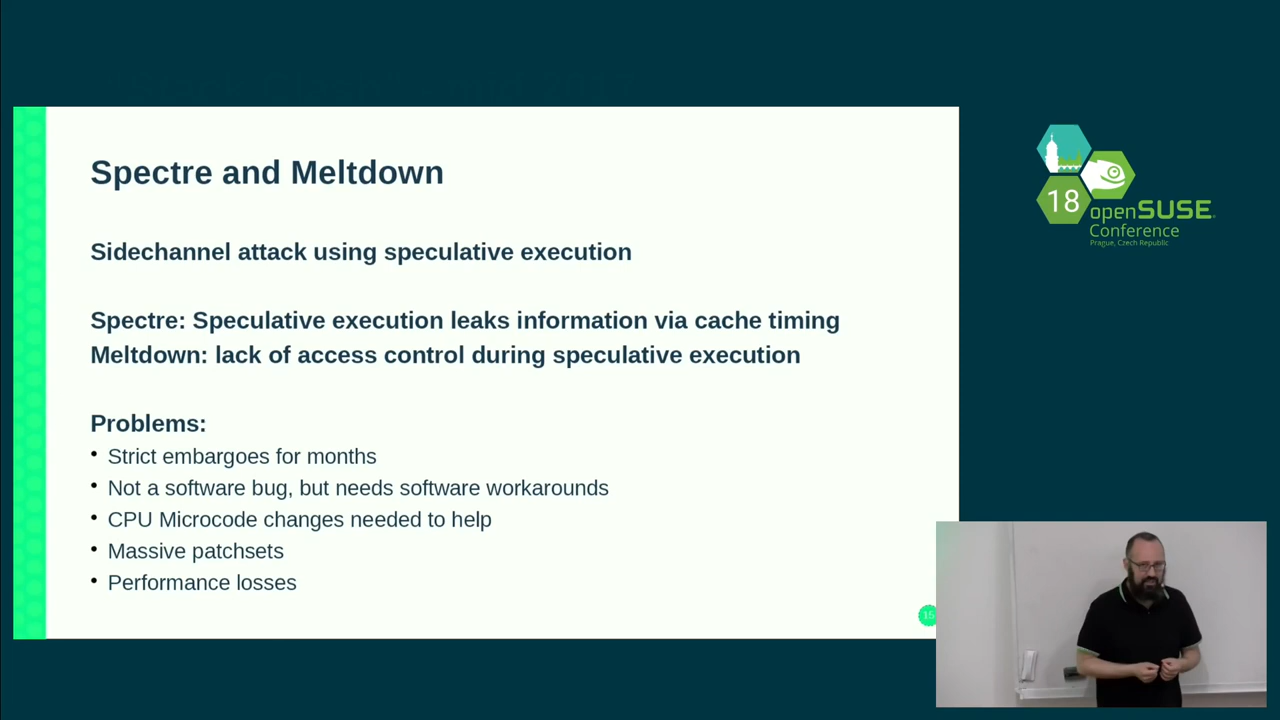 Spectre and Meltdown
Sidechannel attack using speculative execution
Spectre: Speculative execution leaks information via cache timing
Meltdown: lack of access control during speculative execution
Problems:
• Strict embargoes for months
• Not a software bug, but needs software workarounds
• CPU Microcode changes needed to help
• Massive patchsets
• Performance losses
15
18
openSUSE
Conference
Prague, Czech Republic